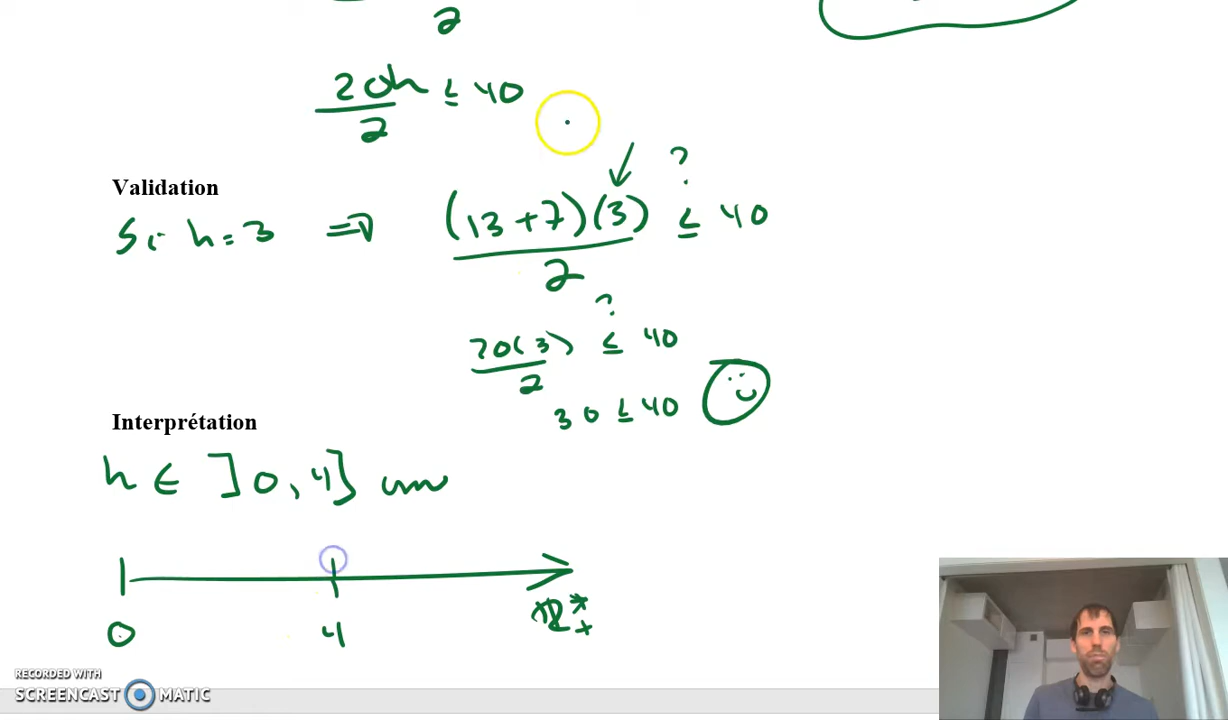 2
20h ≤ 40
2
?
Validation
Si h = 3 ⇒ (13 + 7)(3) ≤ 40
2
?
20(3) ≤ 40
2
30 ≤ 40
Interprétation
h ∈ ]0, 4] cm
ℝ*+
0 4
RECORDED WITH
SCREENCAST MATIC